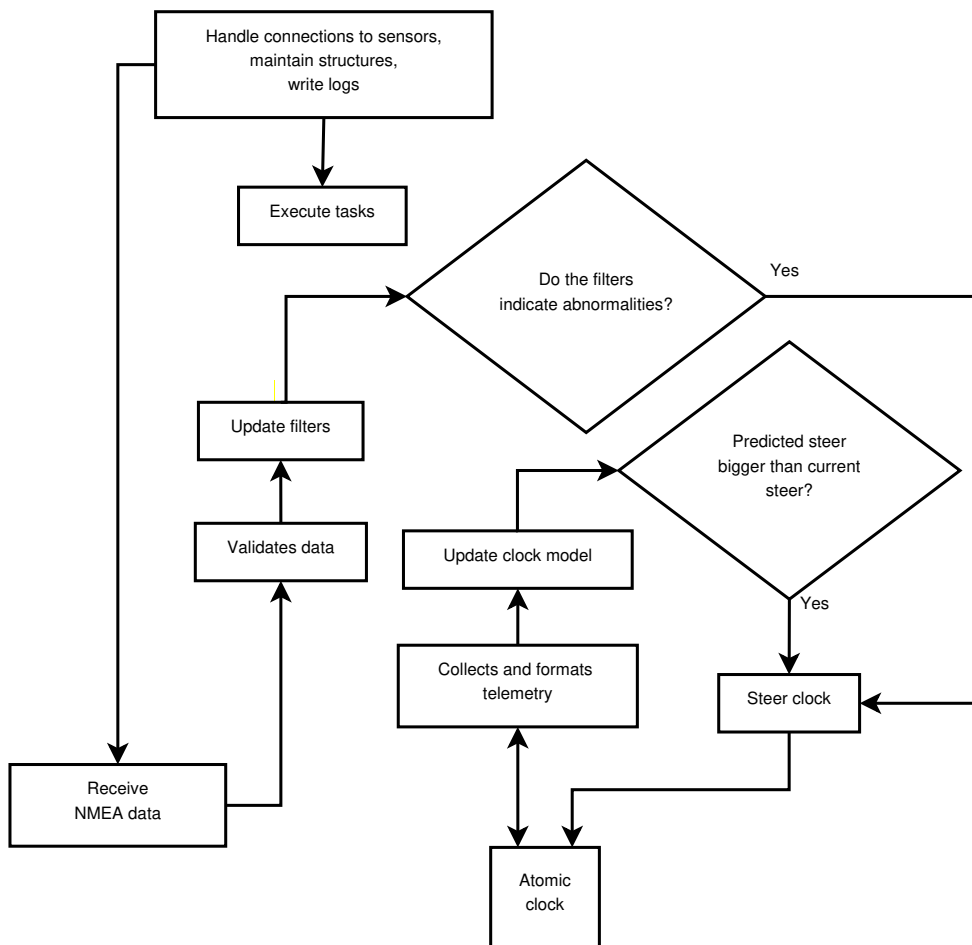 Handle connections to sensors,
maintain structures,
write logs
Execute tasks
Do the filters
indicate abnormalities?
Yes
Update filters
Predicted steer
bigger than current
steer?
Validates data
Update clock model
Yes
Collects and formats
telemetry
Steer clock
Receive
NMEA data
Atomic
clock